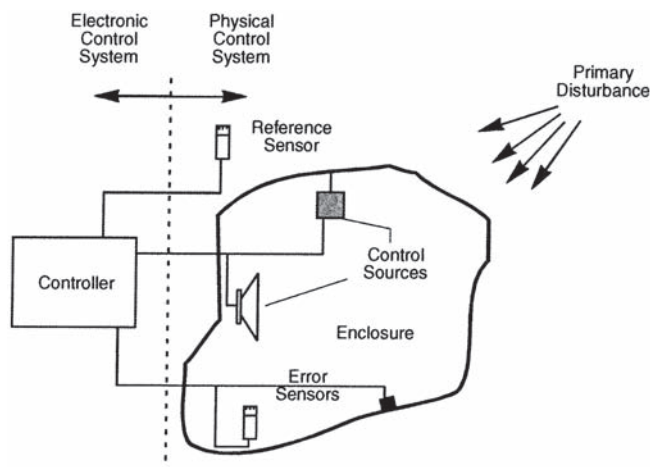 Electronic
Control
System
Physical
Control
System
Primary
Disturbance
Reference
Sensor
Control
Sources
Controller
Enclosure
Error
Sensors